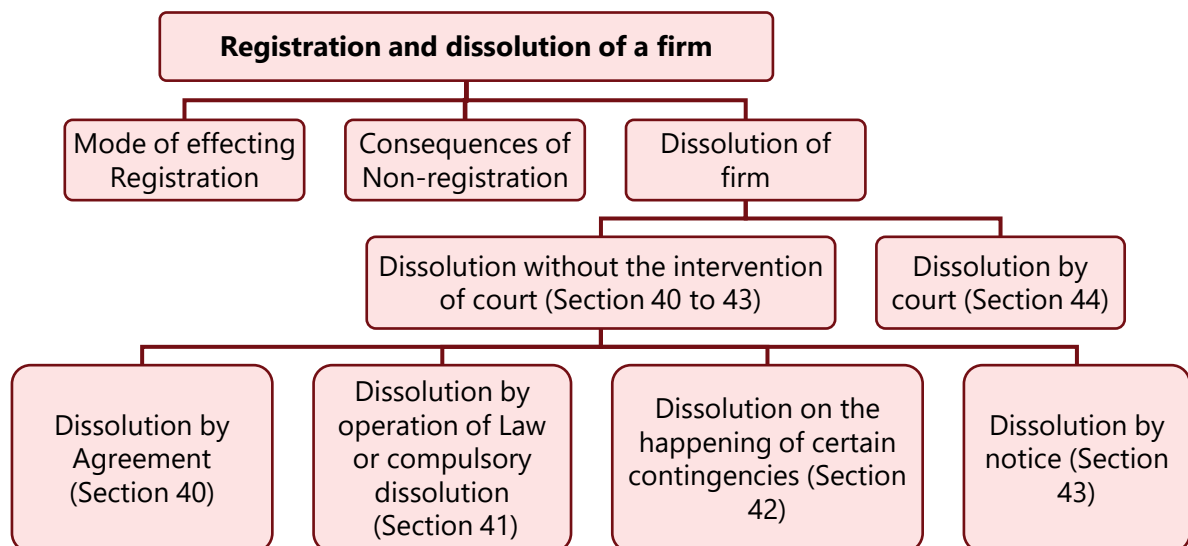 Registration and dissolution of a firm
Mode of effecting
Registration
Consequences of
Non-registration
Dissolution of
firm
Dissolution without the intervention
of court (Section 40 to 43)
Dissolution by
court (Section 44)
Dissolution by
Agreement
(Section 40)
Dissolution by
operation of Law
or compulsory
dissolution
(Section 41)
Dissolution on the
happening of certain
contingencies (Section
42)
Dissolution by
notice (Section
43)